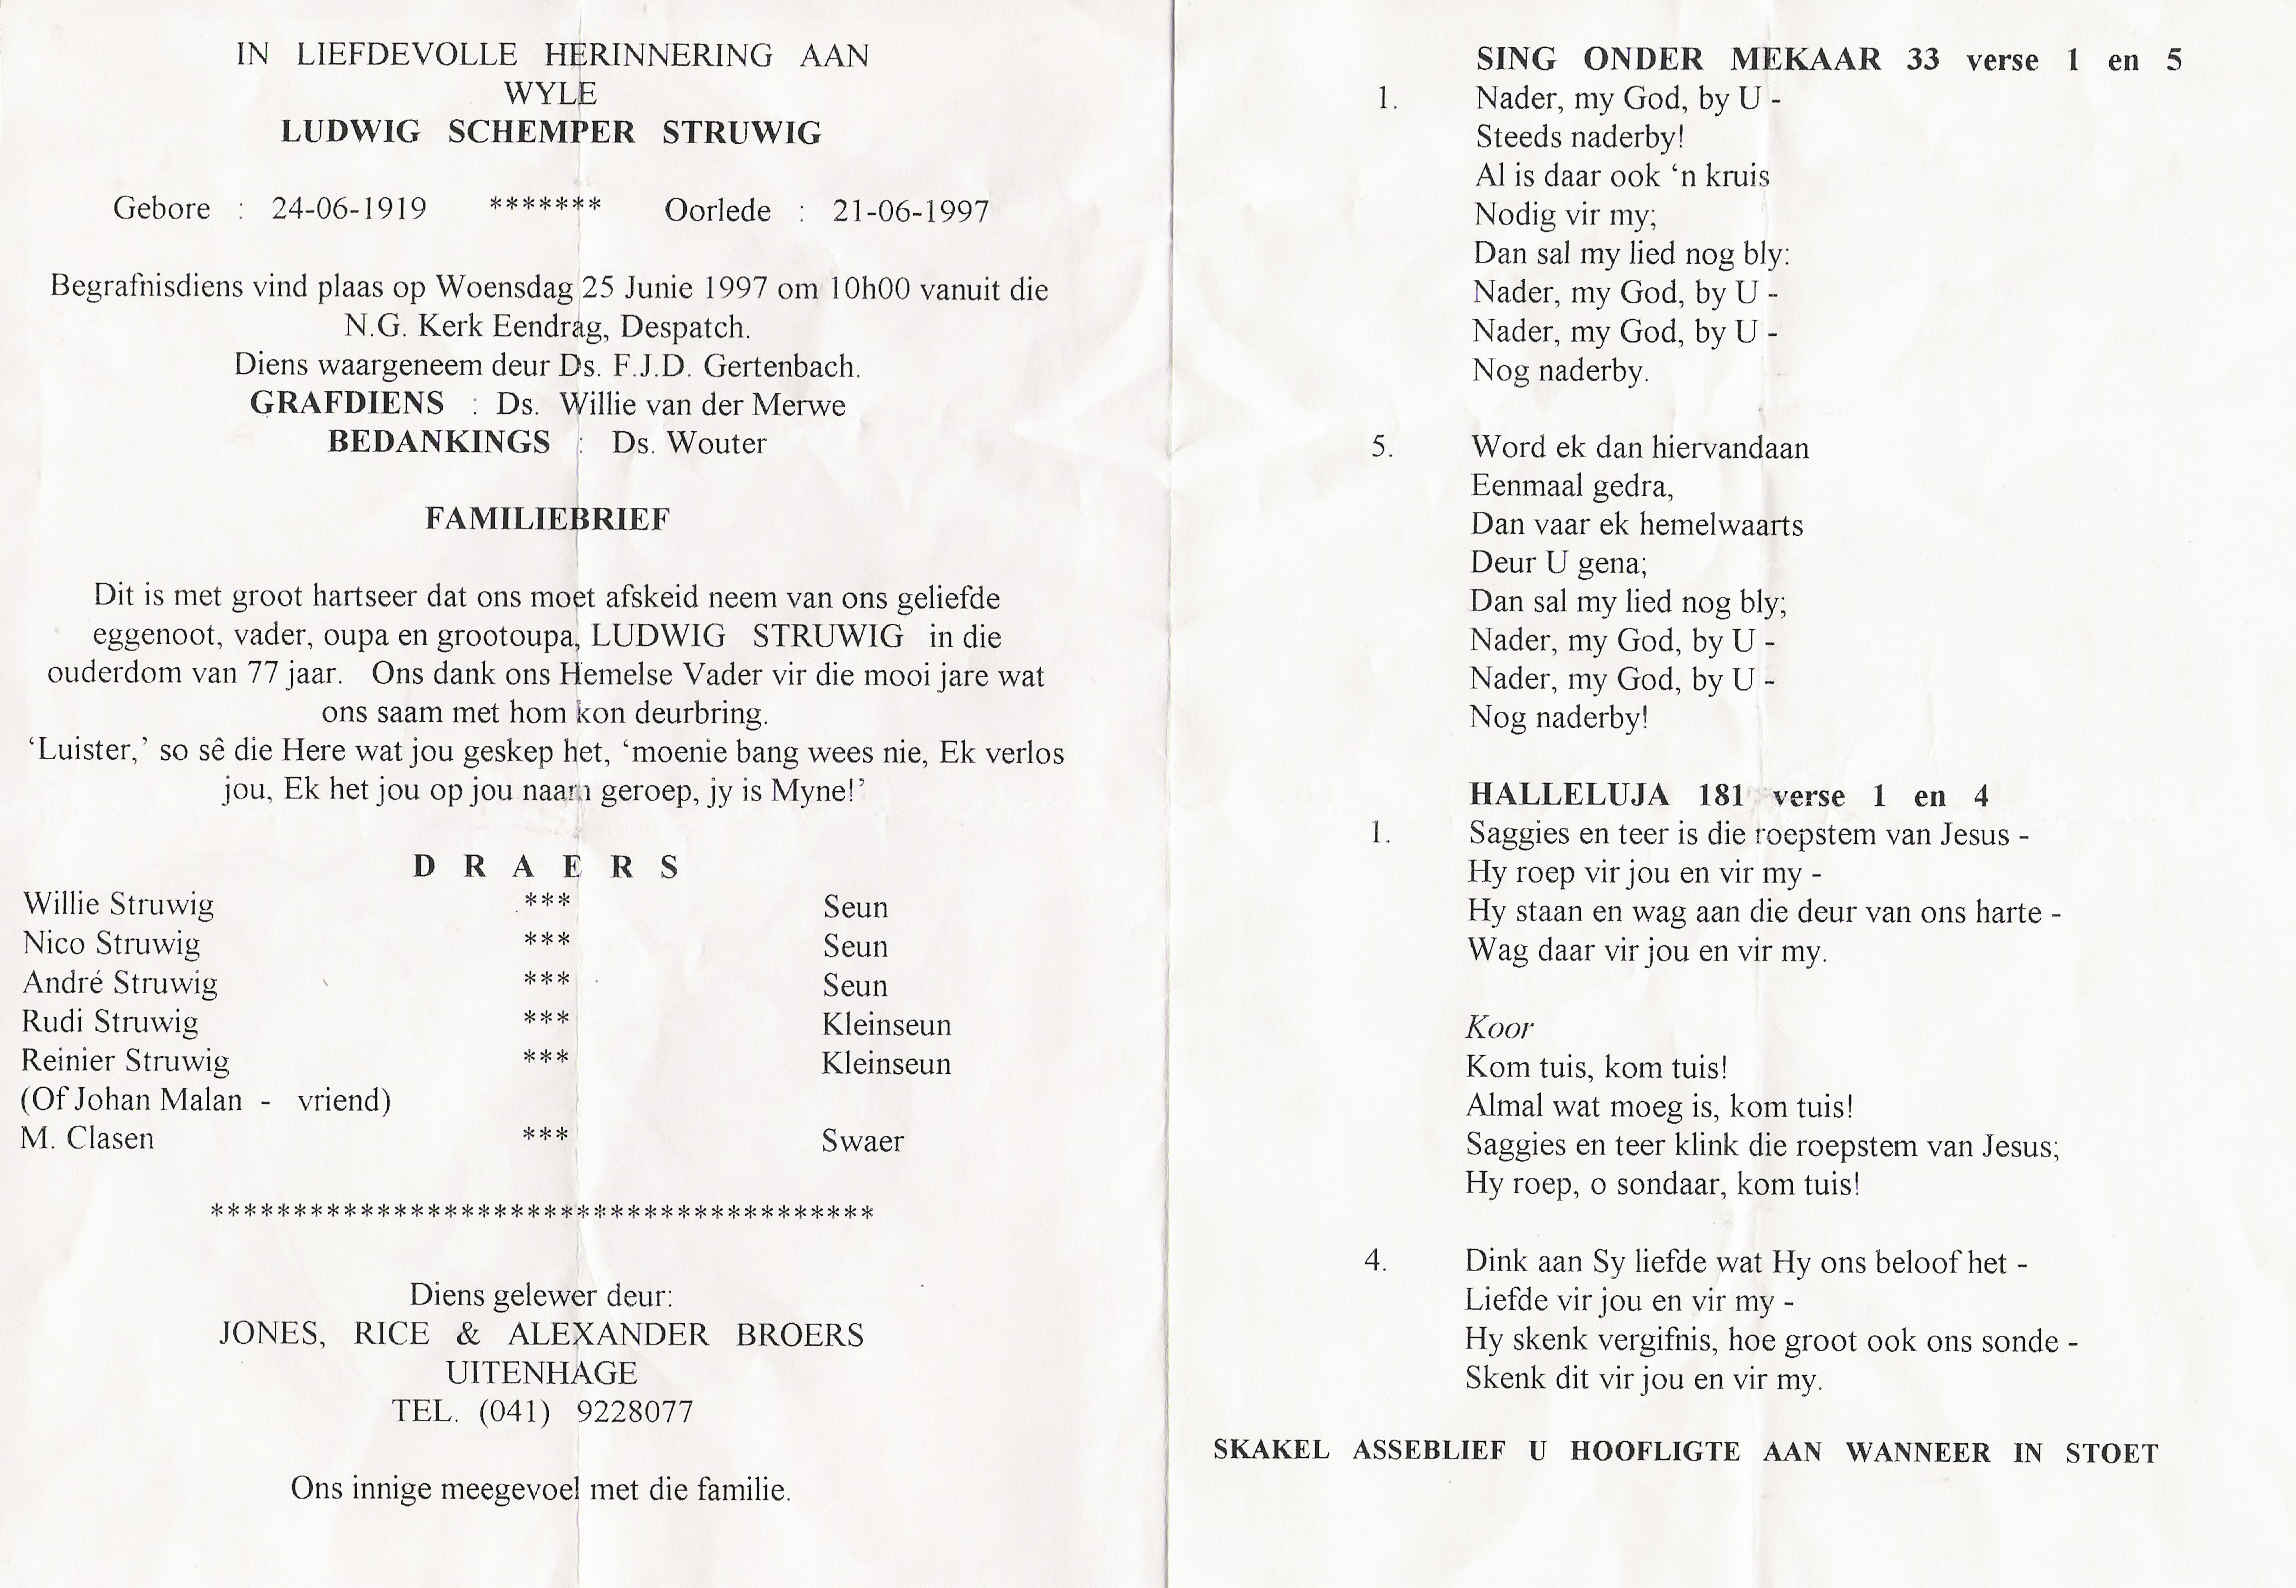 IN LIEFDEVOLLE HERINNERING AAN
WYLE
LUDWIG SCHEMPER STRUWIG
Gebore : 24-06-1919 ******* Oorlede : 21-06-1997
Begrafnisdiens vind plaas op Woensdag 25 Junie 1997 om 10h00 vanuit die
N.G. Kerk Eendrag, Despatch.
Diens waargeneem deur Ds. F.J.D. Gertenbach.
GRAFDIENS : Ds. Willie van der Merwe
BEDANKINGS : Ds. Wouter
FAMILIEBRIEF
Dit is met groot hartseer dat ons moet afskeid neem van ons geliefde
eggenoot, vader, oupa en grootoupa, LUDWIG STRUWIG in die
ouderdom van 77 jaar. Ons dank ons Hemelse Vader vir die mooi jare wat
ons saam met hom kon deurbring.
‘Luister,’ so sê die Here wat jou geskep het, ‘moenie bang wees nie, Ek verlos
jou, Ek het jou op jou naam geroep, jy is Myne!’
D R A E R S
Willie Struwig *** Seun
Nico Struwig *** Seun
André Struwig *** Seun
Rudi Struwig *** Kleinseun
Reinier Struwig *** Kleinseun
(Of Johan Malan - vriend)
M. Clasen *** Swaer
****************************************
Diens gelewer deur:
JONES, RICE & ALEXANDER BROERS
UITENHAGE
TEL. (041) 9228077
Ons innige meegevoel met die familie.
SING ONDER MEKAAR 33 verse 1 en 5
1. Nader, my God, by U -
Steeds naderby!
Al is daar ook ‘n kruis
Nodig vir my;
Dan sal my lied nog bly:
Nader, my God, by U -
Nader, my God, by U -
Nog naderby.
5. Word ek dan hiervandaan
Eenmaal gedra,
Dan vaar ek hemelwaarts
Deur U gena;
Dan sal my lied nog bly;
Nader, my God, by U -
Nader, my God, by U -
Nog naderby!
HALLELUJA 181 verse 1 en 4
1. Saggies en teer is die roepstem van Jesus -
Hy roep vir jou en vir my -
Hy staan en wag aan die deur van ons harte -
Wag daar vir jou en vir my.
Koor
Kom tuis, kom tuis!
Almal wat moeg is, kom tuis!
Saggies en teer klink die roepstem van Jesus;
Hy roep, o sondaar, kom tuis!
4. Dink aan Sy liefde wat Hy ons beloof het -
Liefde vir jou en vir my -
Hy skenk vergifnis, hoe groot ook ons sonde -
Skenk dit vir jou en vir my.
SKAKEL ASSEBLIEF U HOOFLIGTE AAN WANNEER IN STOET